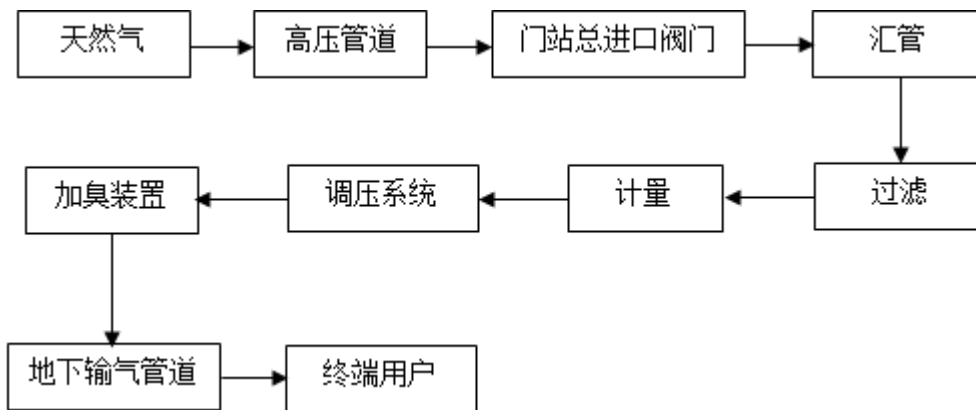 天然气
高压管道
门站总进口阀门
汇管
过滤
计量
调压系统
加臭装置
地下输气管道
终端用户